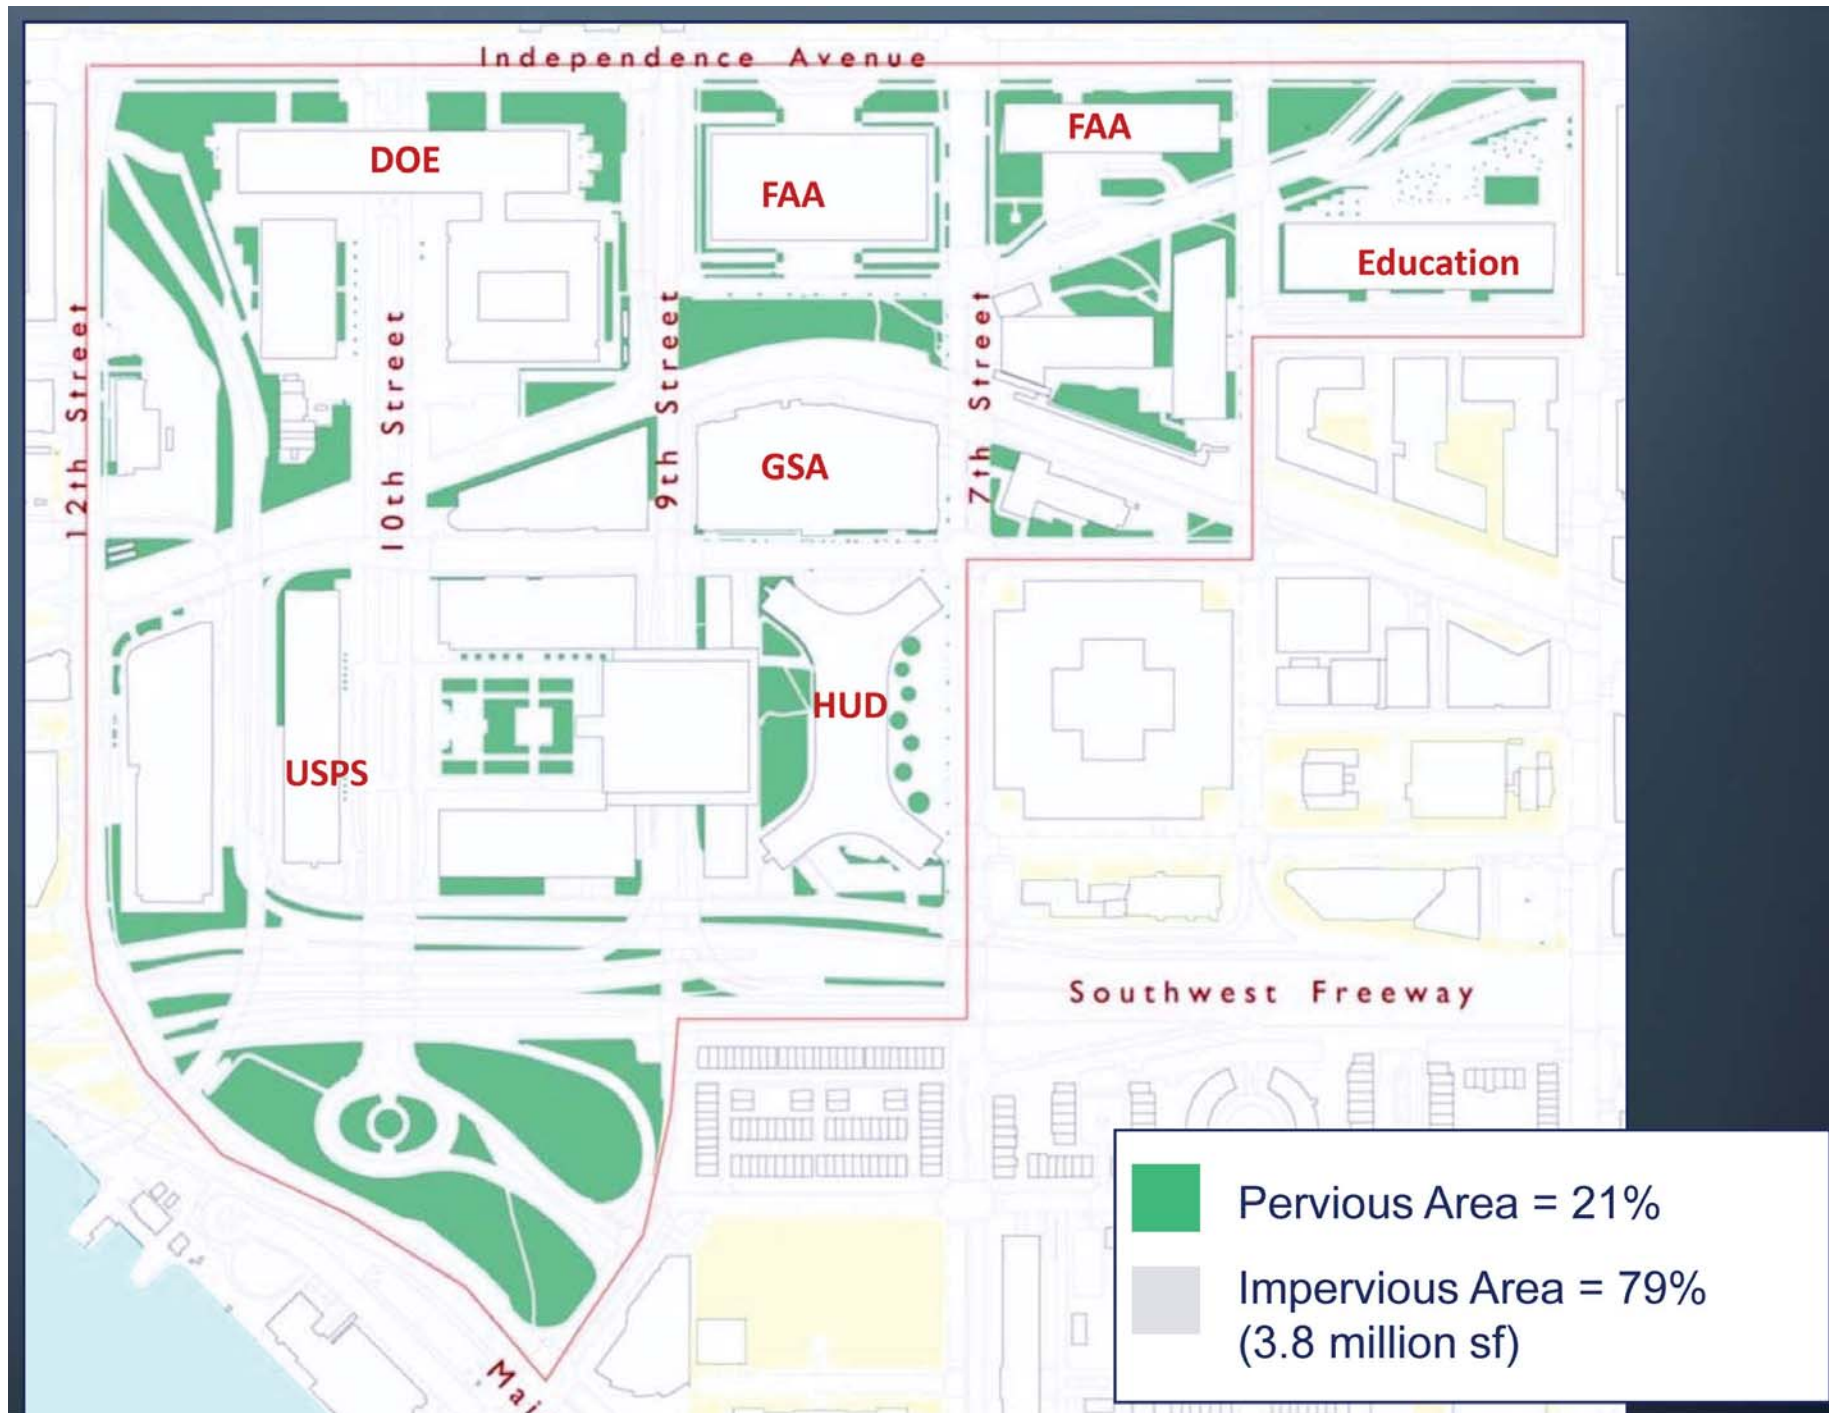 Independence Avenue
DOE
FAA
FAA
Education
12th Street
10th Street
9th Street
7th Street
GSA
HUD
USPS
Southwest Freeway
Mai
Pervious Area = 21%
Impervious Area = 79%
(3.8 million sf)